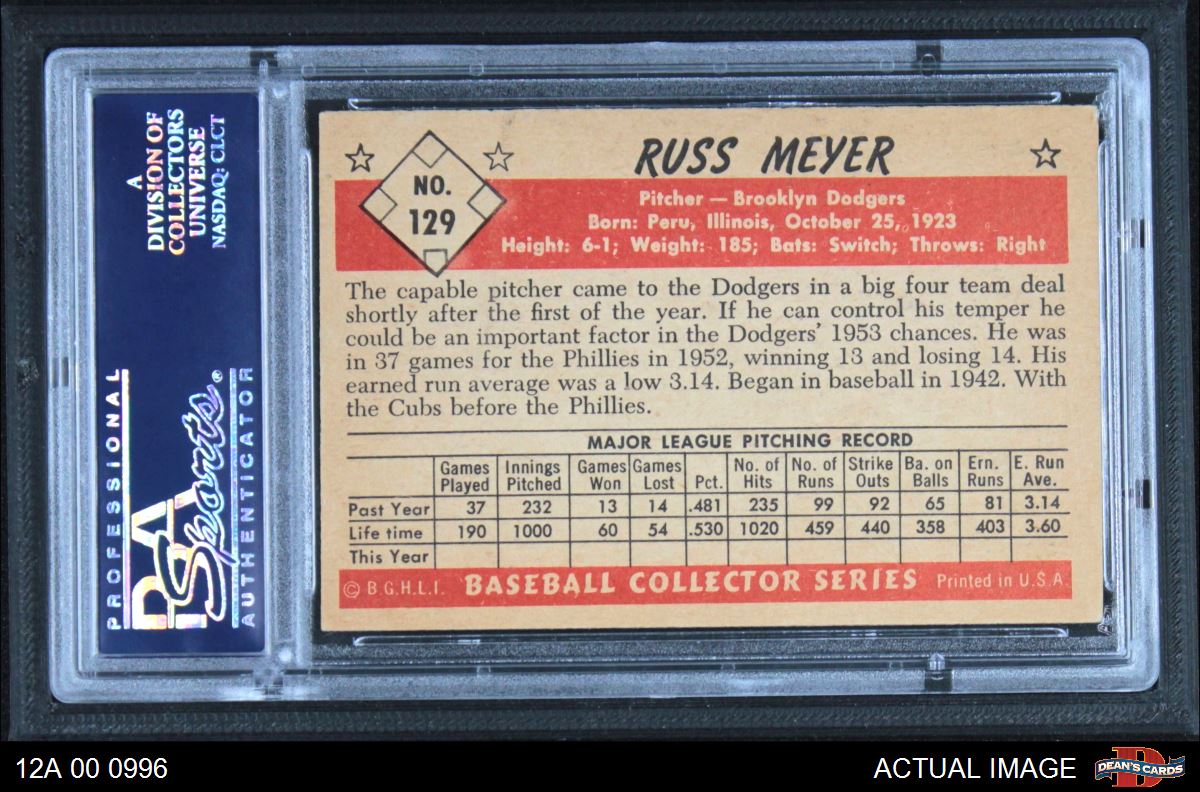 A
DIVISION OF
COLLECTORS
UNIVERSE
NASDAQ: CLCT
PROFESSIONAL
PSA
Sports®
AUTHENTICATOR
NO.
129
RUSS MEYER
Pitcher — Brooklyn Dodgers
Born: Peru, Illinois, October 25, 1923
Height: 6-1; Weight: 185; Bats: Switch; Throws: Right
The capable pitcher came to the Dodgers in a big four team deal
shortly after the first of the year. If he can control his temper he
could be an important factor in the Dodgers' 1953 chances. He was
in 37 games for the Phillies in 1952, winning 13 and losing 14. His
earned run average was a low 3.14. Began in baseball in 1942. With
the Cubs before the Phillies.
MAJOR LEAGUE PITCHING RECORD
Games Played Innings Pitched Games Won Games Lost Pct. No. of Hits No. of Runs Strike Outs Ba. on Balls Ern. Runs E. Run Ave.
Past Year 37 232 13 14 .481 235 99 92 65 81 3.14
Life time 190 1000 60 54 .530 1020 459 440 358 403 3.60
This Year
© B.G.H.L.I. BASEBALL COLLECTOR SERIES Printed in U.S.A.
12A 00 0996
ACTUAL IMAGE
DEAN'S CARDS